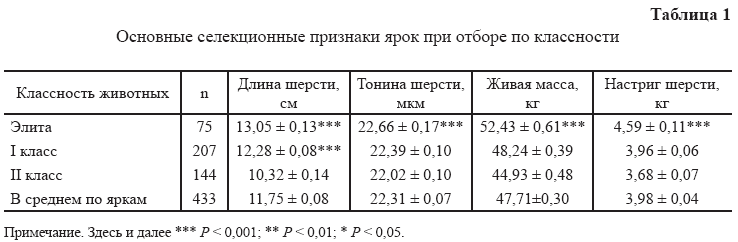 Таблица 1
Основные селекционные признаки ярок при отборе по классности
Классность животных n Длина шерсти, см Тонина шерсти, мкм Живая масса, кг Настриг шерсти, кг
Элита 75 13,05 ± 0,13*** 22,66 ± 0,17*** 52,43 ± 0,61*** 4,59 ± 0,11***
I класс 207 12,28 ± 0,08*** 22,39 ± 0,10 48,24 ± 0,39 3,96 ± 0,06
II класс 144 10,32 ± 0,14 22,02 ± 0,10 44,93 ± 0,48 3,68 ± 0,07
В среднем по яркам 433 11,75 ± 0,08 22,31 ± 0,07 47,71±0,30 3,98 ± 0,04
Примечание. Здесь и далее *** P < 0,001; ** P < 0,01; * P < 0,05.